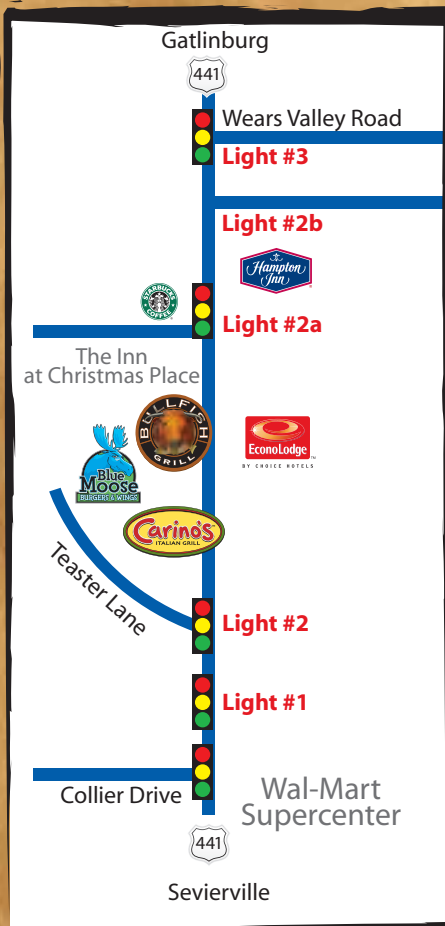 Gatlinburg
441
Wears Valley Road
Light #3
Light #2b
Hampton
Inn
STARBUCKS
COFFEE
Light #2a
The Inn
at Christmas Place
BULLFISH
GRILL
EconoLodge
BY CHOICE HOTELS
Blue
Moose
BURGERS & WINGS
Carino's
ITALIAN GRILL
Teaster Lane
Light #2
Light #1
Collier Drive
Wal-Mart
Supercenter
441
Sevierville